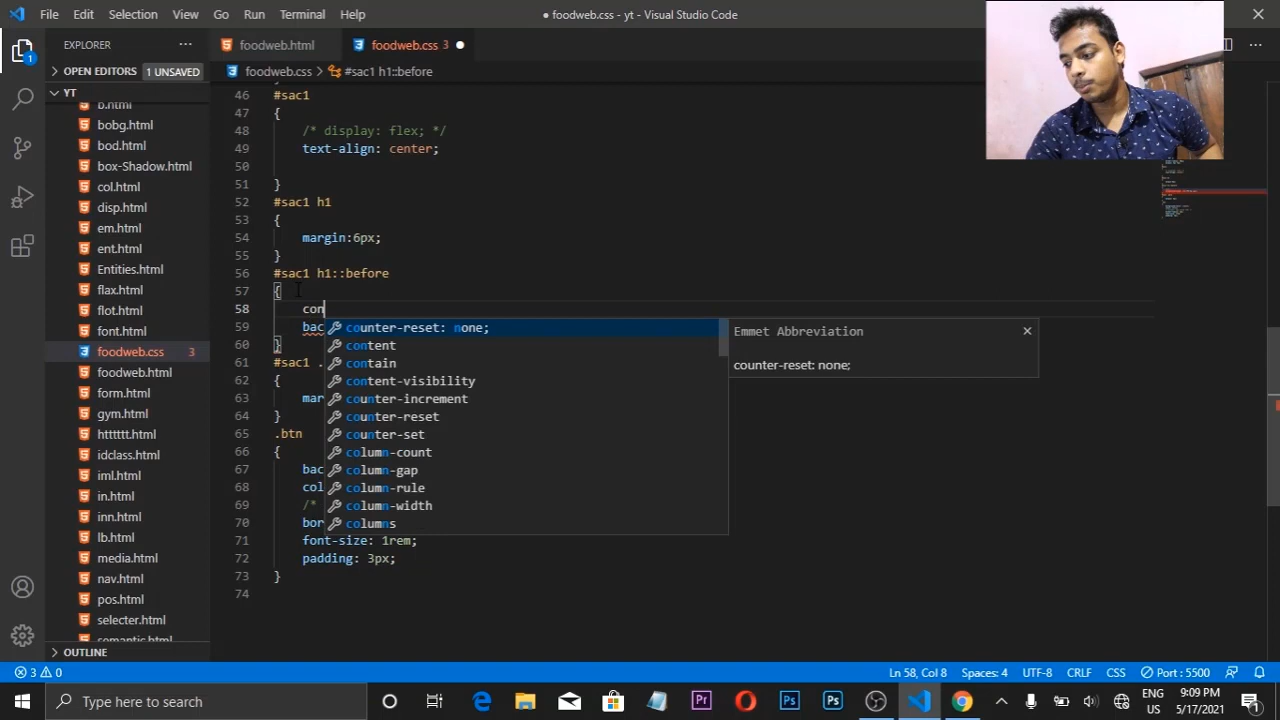 File Edit Selection View Go Run Terminal Help
● foodweb.css - yt - Visual Studio Code
EXPLORER
foodweb.html
foodweb.css 3 ●
OPEN EDITORS 1 UNSAVED
foodweb.css > #sac1 h1::before
YT
b.html
bobg.html
bod.html
box-Shadow.html
col.html
disp.html
em.html
ent.html
Entities.html
flax.html
flot.html
font.html
foodweb.css 3
foodweb.html
form.html
gym.html
htttttt.html
idclass.html
iml.html
in.html
inn.html
lb.html
media.html
nav.html
pos.html
selecter.html
semantic.html
OUTLINE
46 #sac1
47 {
48 /* display: flex; */
49 text-align: center;
50
51 }
52 #sac1 h1
53 {
54 margin:6px;
55 }
56 #sac1 h1::before
57 {
58 con
59 bac
60 }
61 #sac1 .
62 {
63 mar
64 }
65 .btn
66 {
67 bac
68 col
69 /*
70 bor
71 font-size: 1rem;
72 padding: 3px;
73 }
74
counter-reset: none;
content
contain
content-visibility
counter-increment
counter-reset
counter-set
column-count
column-gap
column-rule
column-width
columns
Emmet Abbreviation
counter-reset: none;
3 0
Ln 58, Col 8 Spaces: 4 UTF-8 CRLF CSS Port : 5500
Type here to search
ENG
US
9:09 PM
5/17/2021